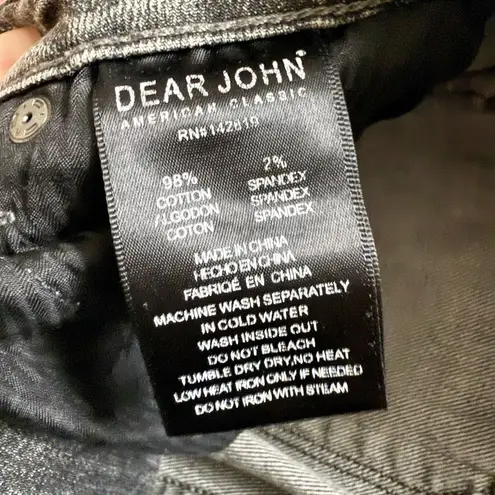 DEAR JOHN
AMERICAN CLASSIC
RN#142819
98% 2%
COTTON SPANDEX
ALGODON SPANDEX
COTON SPANDEX
MADE IN CHINA
HECHO EN CHINA
FABRIQÉ EN CHINA
MACHINE WASH SEPARATELY
IN COLD WATER
WASH INSIDE OUT
DO NOT BLEACH
TUMBLE DRY DRY,NO HEAT
LOW HEAT IRON ONLY IF NEEDED
DO NOT IRON WITH STEAM